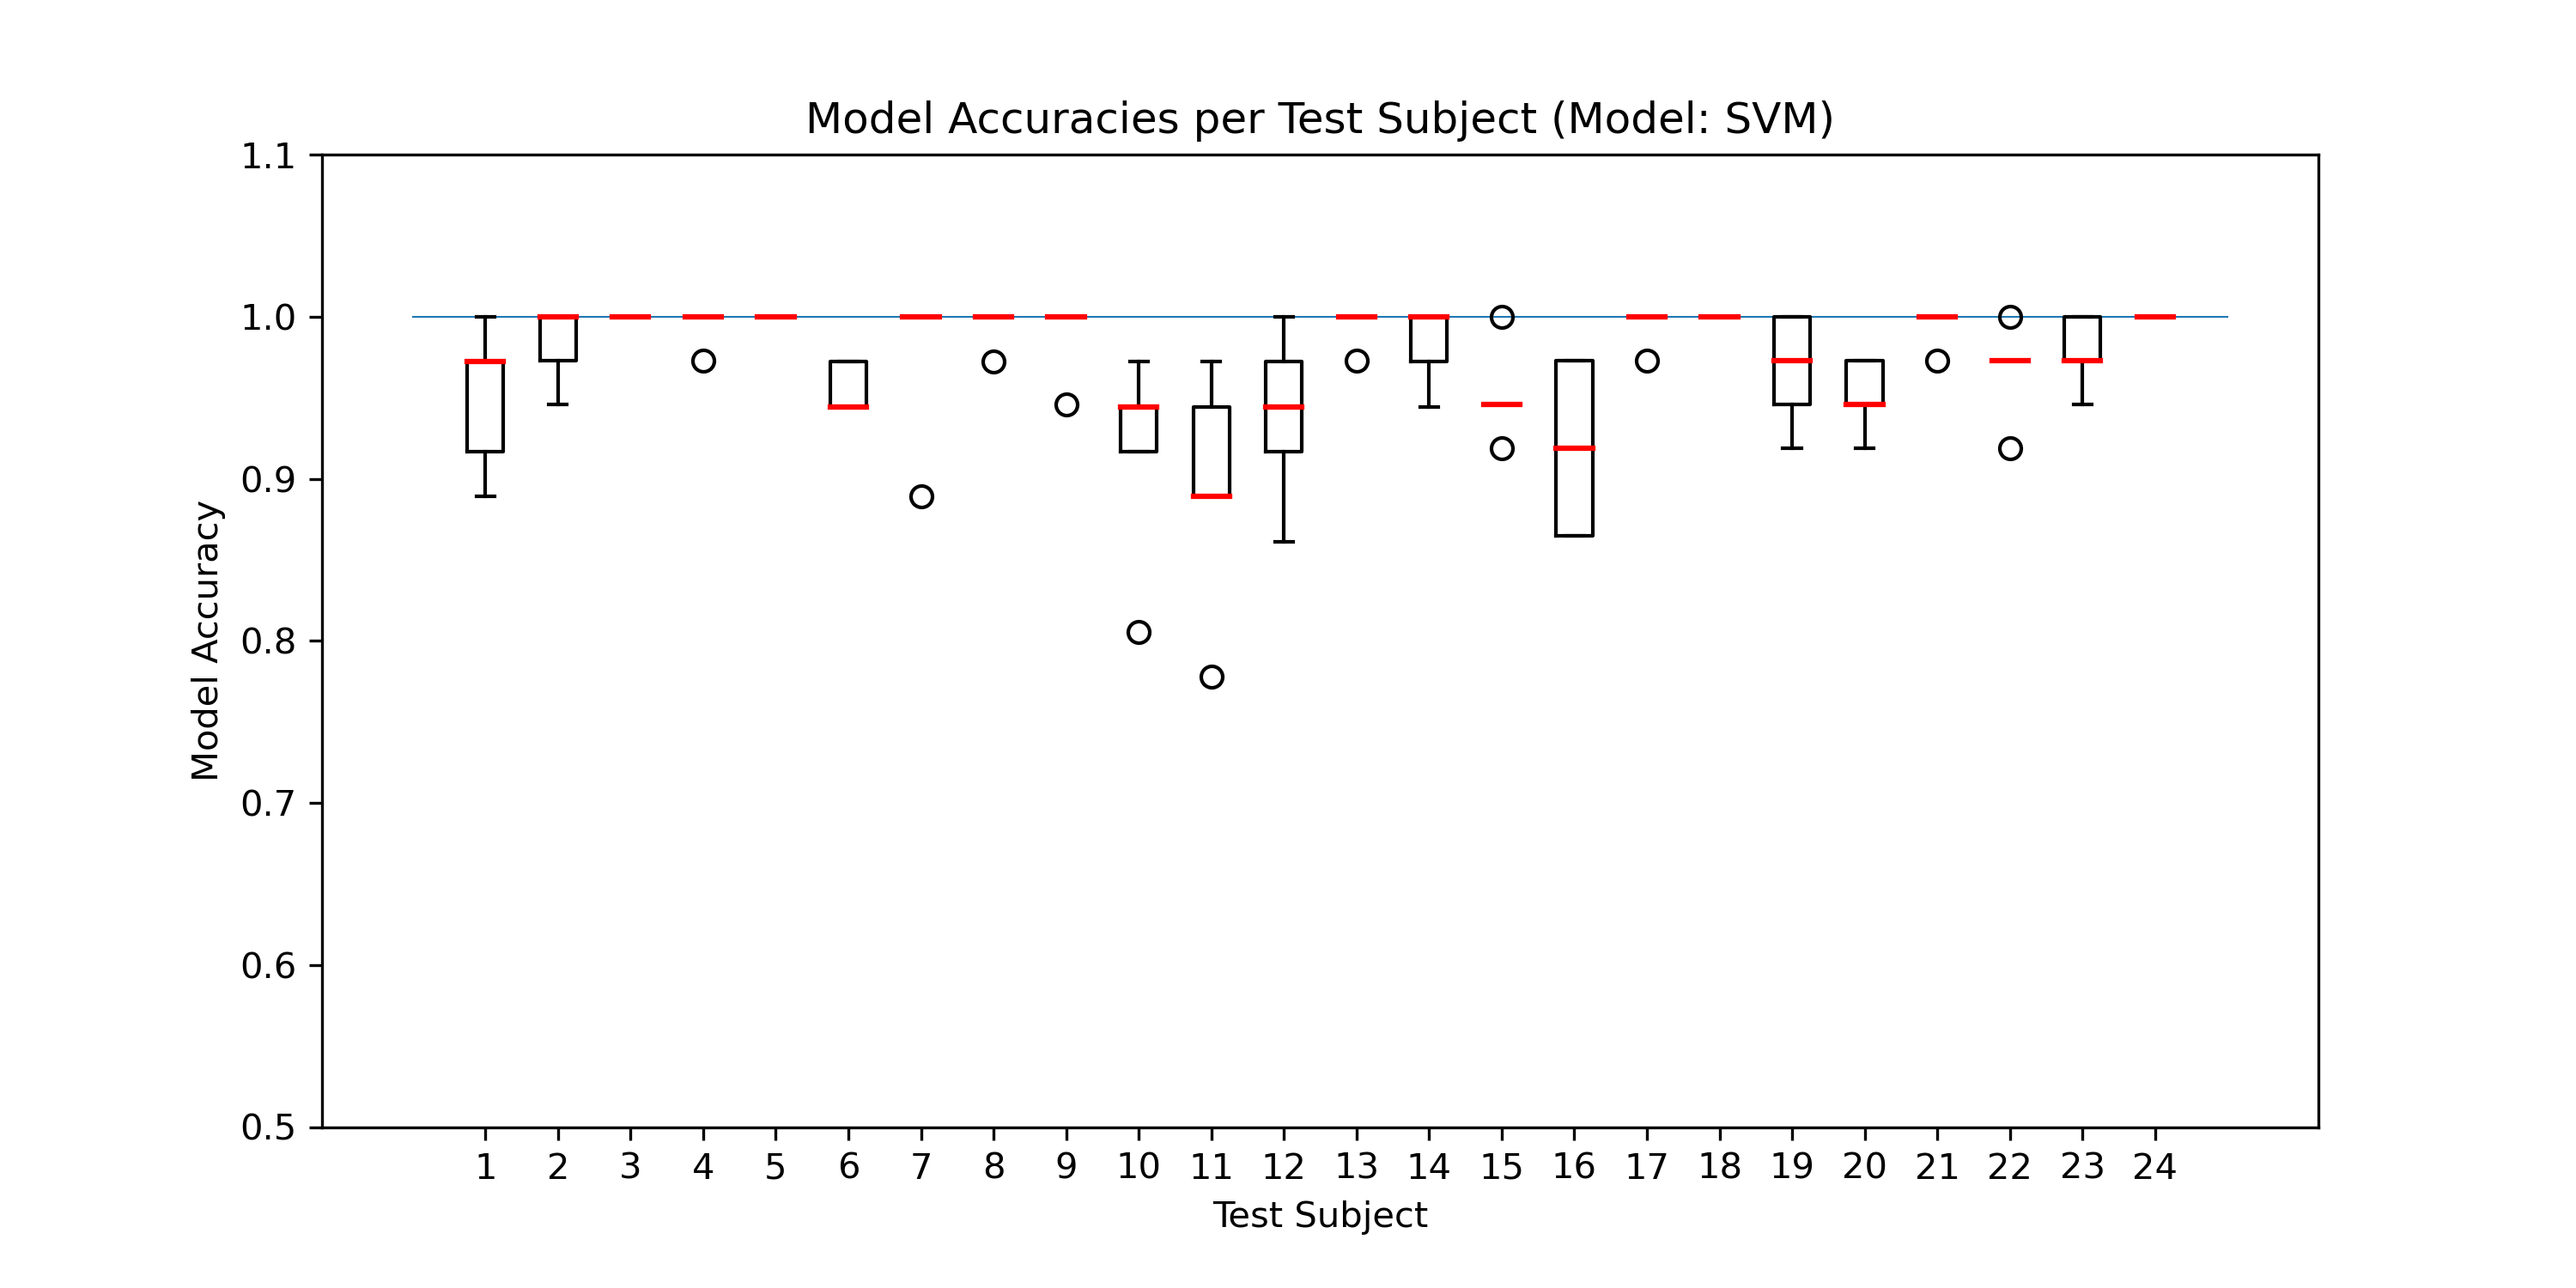 Model Accuracies per Test Subject (Model: SVM)
Model Accuracy
1.1
1.0
0.9
0.8
0.7
0.6
0.5
1 2 3 4 5 6 7 8 9 10 11 12 13 14 15 16 17 18 19 20 21 22 23 24
Test Subject